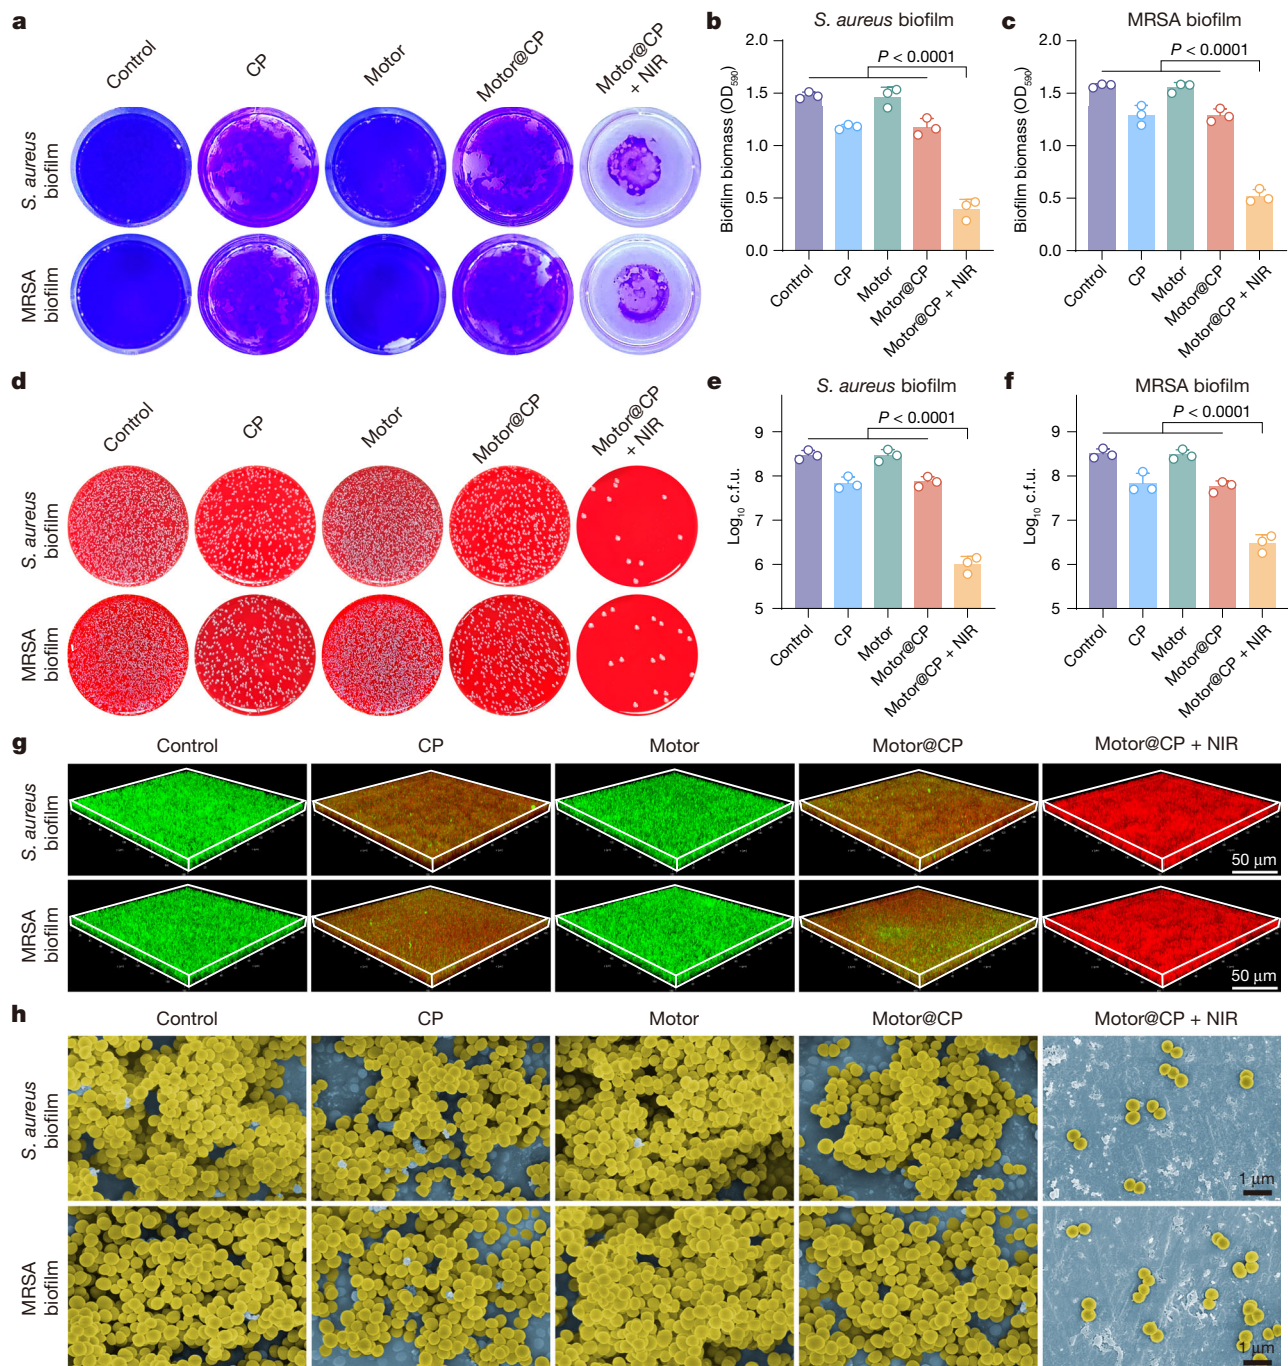 a
Control
CP
Motor
Motor@CP
Motor@CP
+ NIR
S. aureus
biofilm
MRSA
biofilm
b
S. aureus biofilm
P < 0.0001
Biofilm biomass (OD590)
2.0
1.5
1.0
0.5
0.0
Control
CP
Motor
Motor@CP
Motor@CP + NIR
c
MRSA biofilm
P < 0.0001
Biofilm biomass (OD590)
2.0
1.5
1.0
0.5
0.0
Control
CP
Motor
Motor@CP
Motor@CP + NIR
d
Control
CP
Motor
Motor@CP
Motor@CP
+ NIR
S. aureus
biofilm
MRSA
biofilm
e
S. aureus biofilm
P < 0.0001
Log10 c.f.u.
9
8
7
6
5
Control
CP
Motor
Motor@CP
Motor@CP + NIR
f
MRSA biofilm
P < 0.0001
Log10 c.f.u.
9
8
7
6
5
Control
CP
Motor
Motor@CP
Motor@CP + NIR
g
Control
CP
Motor
Motor@CP
Motor@CP + NIR
S. aureus
biofilm
50 μm
MRSA
biofilm
50 μm
h
Control
CP
Motor
Motor@CP
Motor@CP + NIR
S. aureus
biofilm
1 μm
MRSA
biofilm
1 μm